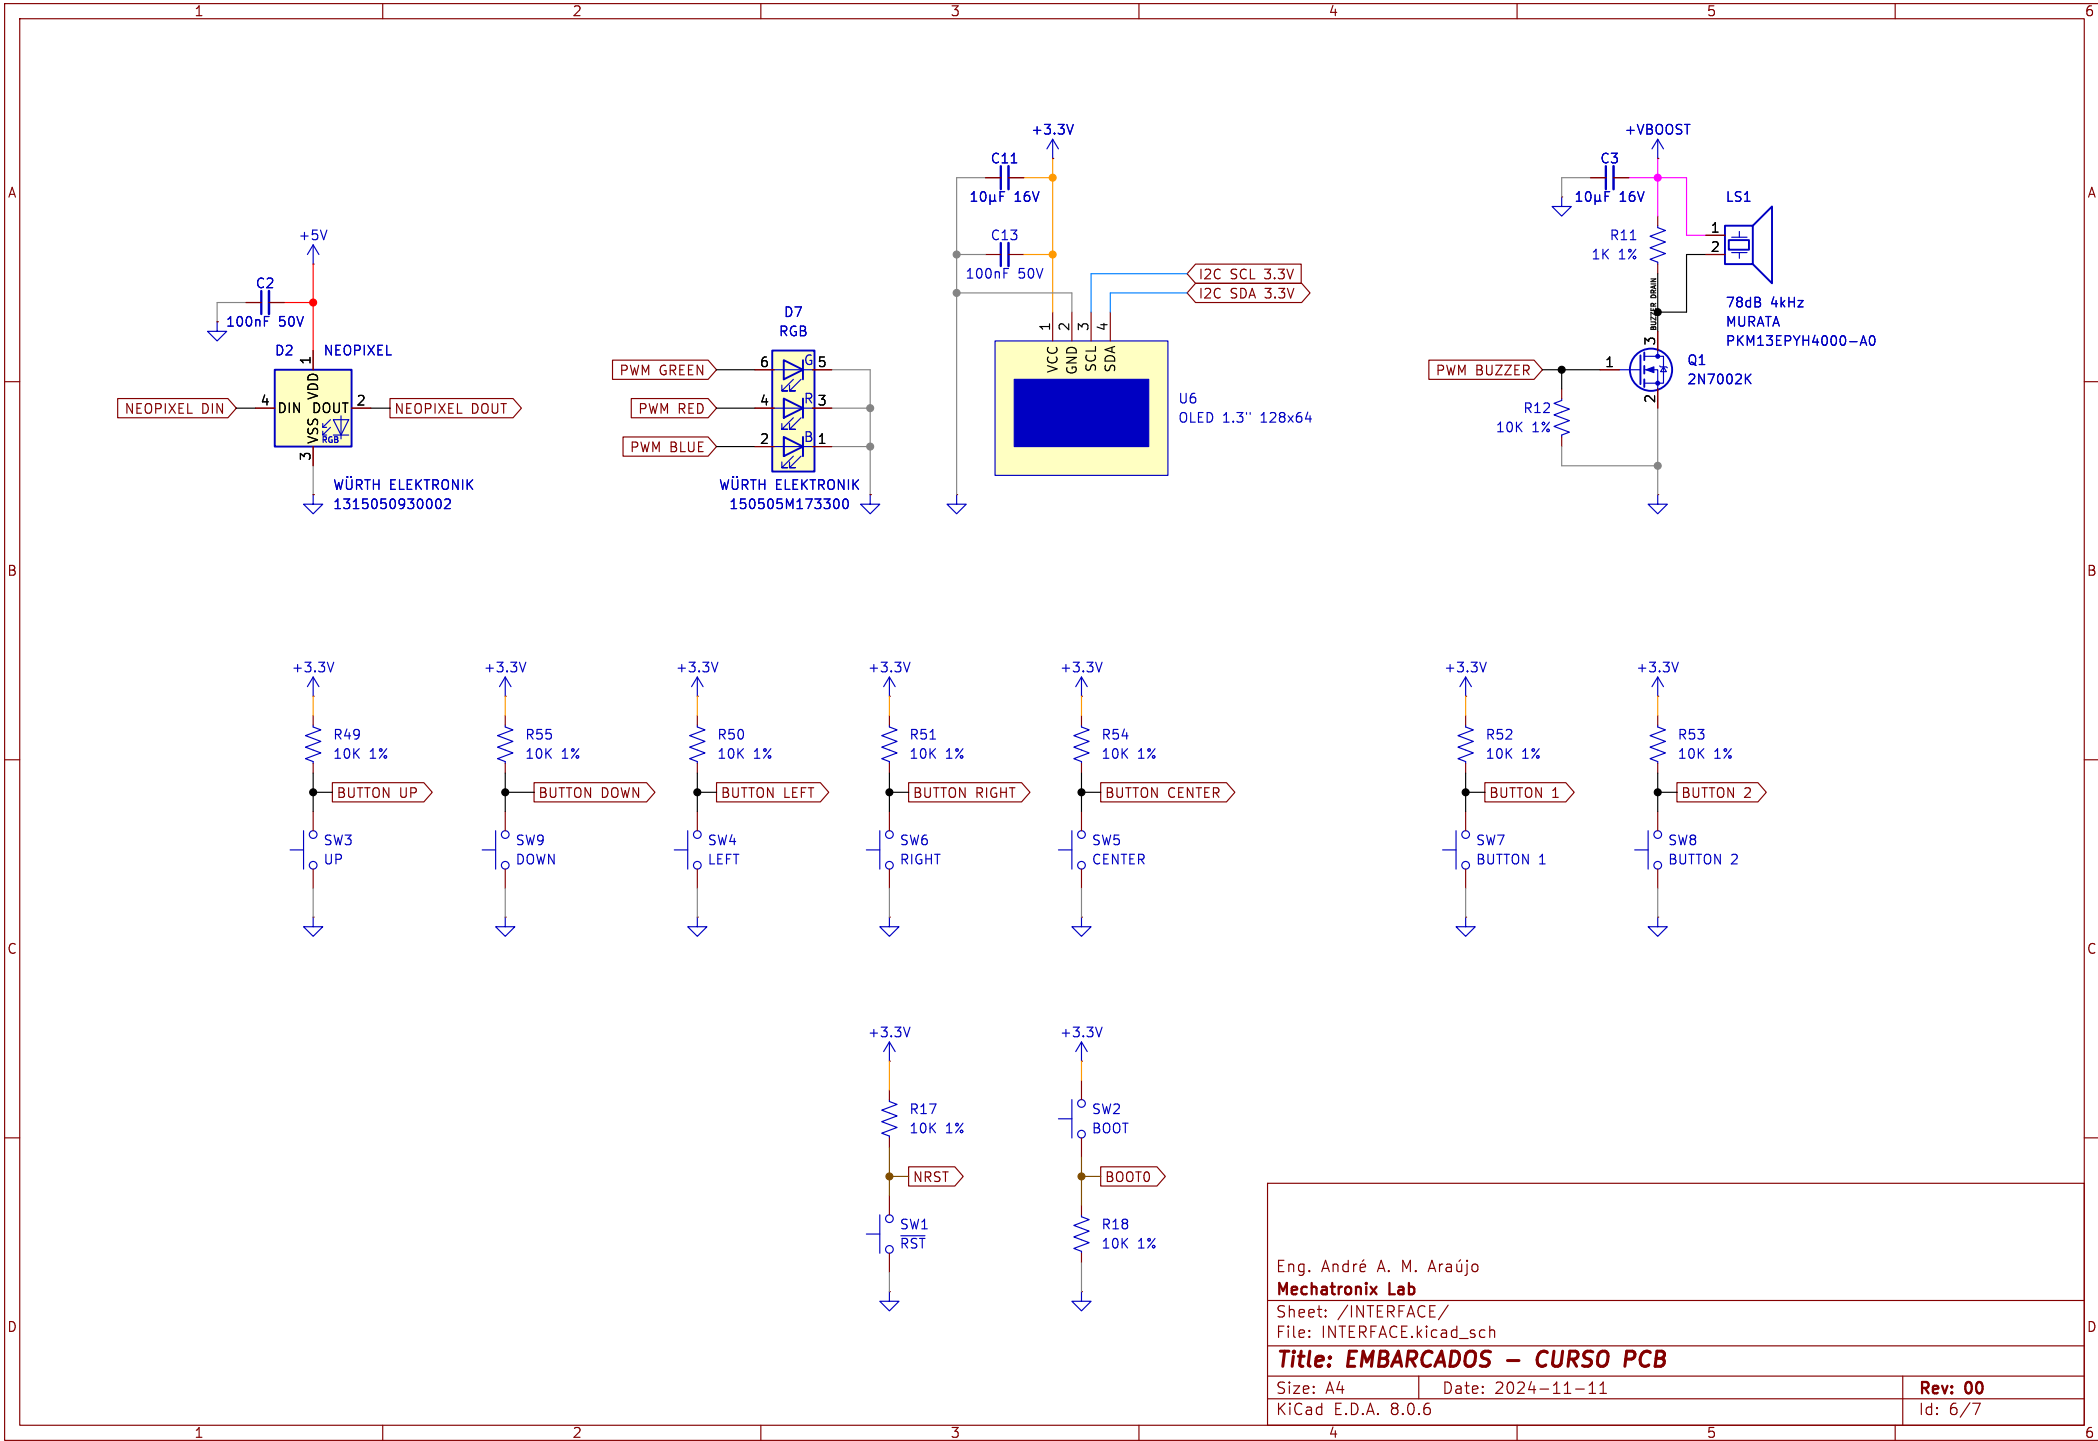 1 2 3 4 5 6
A
B
C
D
A
B
C
D
+5V
C2
100nF 50V
D2 NEOPIXEL
1
VDD
NEOPIXEL DIN
4
DIN DOUT
2
NEOPIXEL DOUT
VSS
RGB
3
WÜRTH ELEKTRONIK
1315050930002
D7
RGB
PWM GREEN 6 G 5
PWM RED 4 R 3
PWM BLUE 2 B 1
WÜRTH ELEKTRONIK
150505M173300
+3.3V
C11
10µF 16V
C13
100nF 50V
I2C SCL 3.3V
I2C SDA 3.3V
1 2 3 4
VCC GND SCL SDA
U6
OLED 1.3" 128x64
+VBOOST
C3
10µF 16V
LS1
1
2
R11
1K 1%
BUZZER DRAIN
78dB 4kHz
MURATA
PKM13EPYH4000-A0
3
PWM BUZZER
1
Q1
2N7002K
2
R12
10K 1%
+3.3V +3.3V +3.3V +3.3V +3.3V +3.3V +3.3V
R49 R55 R50 R51 R54 R52 R53
10K 1% 10K 1% 10K 1% 10K 1% 10K 1% 10K 1% 10K 1%
BUTTON UP BUTTON DOWN BUTTON LEFT BUTTON RIGHT BUTTON CENTER BUTTON 1 BUTTON 2
SW3 SW9 SW4 SW6 SW5 SW7 SW8
UP DOWN LEFT RIGHT CENTER BUTTON 1 BUTTON 2
+3.3V +3.3V
R17
10K 1%
SW2
BOOT
NRST BOOT0
SW1
RST
R18
10K 1%
Eng. André A. M. Araújo
Mechatronix Lab
Sheet: /INTERFACE/
File: INTERFACE.kicad_sch
Title: EMBARCADOS - CURSO PCB
Size: A4 Date: 2024-11-11 Rev: 00
KiCad E.D.A. 8.0.6 Id: 6/7
1 2 3 4 5 6